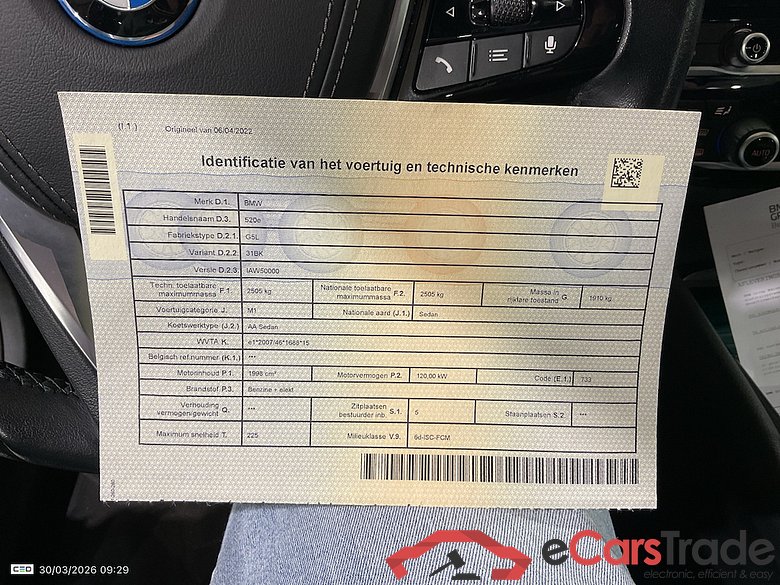 (I 1.) Origineel van 06/04/2022
Identificatie van het voertuig en technische kenmerken
Merk D.1. BMW
Handelsnaam D.3. 520e
Fabriekstype D.2.1. G5L
Variant D.2.2. 31BK
Versie D.2.3. IAW50000
Techn. toelaatbare maximummassa F.1. 2505 kg Nationale toelaatbare maximummassa F.2. 2505 kg Massa in rijklare toestand G. 1910 kg
Voertuigcategorie J. M1 Nationale aard (J.1.) Sedan
Koetswerktype (J.2.) AA Sedan
WVTA K. e1*2007/46*1688*15
Belgisch ref.nummer (K.1.) ---
Motorinhoud P.1. 1998 cm³ Motorvermogen P.2. 120,00 kW Code (E.1.) 733
Brandstof P.3. Benzine + elekt
Verhouding vermogen/gewicht Q. --- Zitplaatsen bestuurder inb. S.1. 5 Staanplaatsen S.2. ---
Maximum snelheid T. 225 Milieuklasse V.9. 6d-ISC-FCM
AUTO
CEO 30/03/2026 09:29
eCarsTrade
electronic, efficient & easy